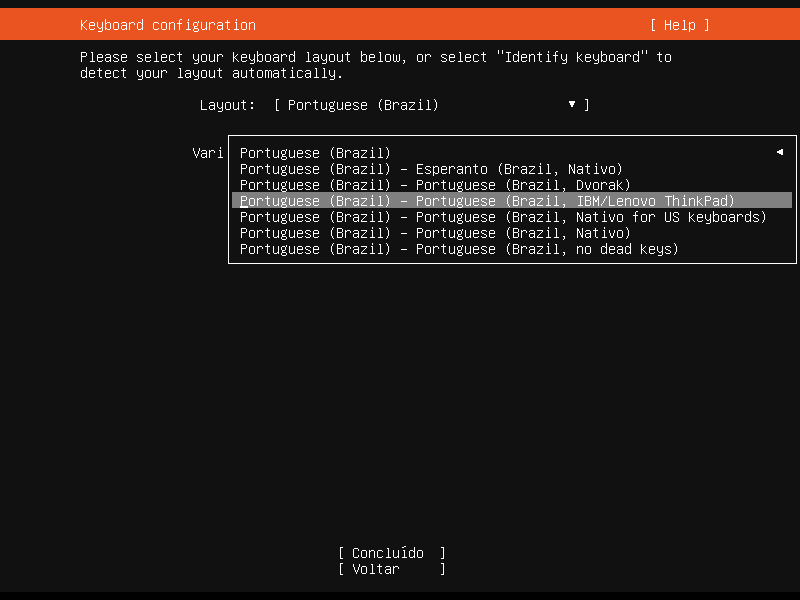 Keyboard configuration [ Help ]
Please select your keyboard layout below, or select "Identify keyboard" to
detect your layout automatically.
Layout: [ Portuguese (Brazil) ▼ ]
Vari
Portuguese (Brazil) ◄
Portuguese (Brazil) – Esperanto (Brazil, Nativo)
Portuguese (Brazil) – Portuguese (Brazil, Dvorak)
Portuguese (Brazil) – Portuguese (Brazil, IBM/Lenovo ThinkPad)
Portuguese (Brazil) – Portuguese (Brazil, Nativo for US keyboards)
Portuguese (Brazil) – Portuguese (Brazil, Nativo)
Portuguese (Brazil) – Portuguese (Brazil, no dead keys)
[ Concluído ]
[ Voltar ]